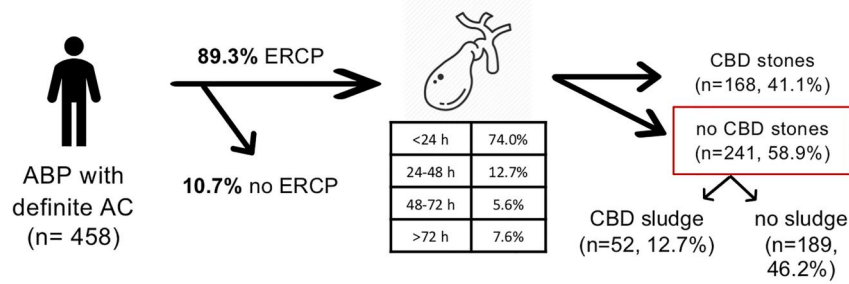 89.3% ERCP
10.7% no ERCP
ABP with
definite AC
(n= 458)
<24 h 74.0%
24-48 h 12.7%
48-72 h 5.6%
>72 h 7.6%
CBD stones
(n=168, 41.1%)
no CBD stones
(n=241, 58.9%)
CBD sludge
(n=52, 12.7%)
no sludge
(n=189,
46.2%)